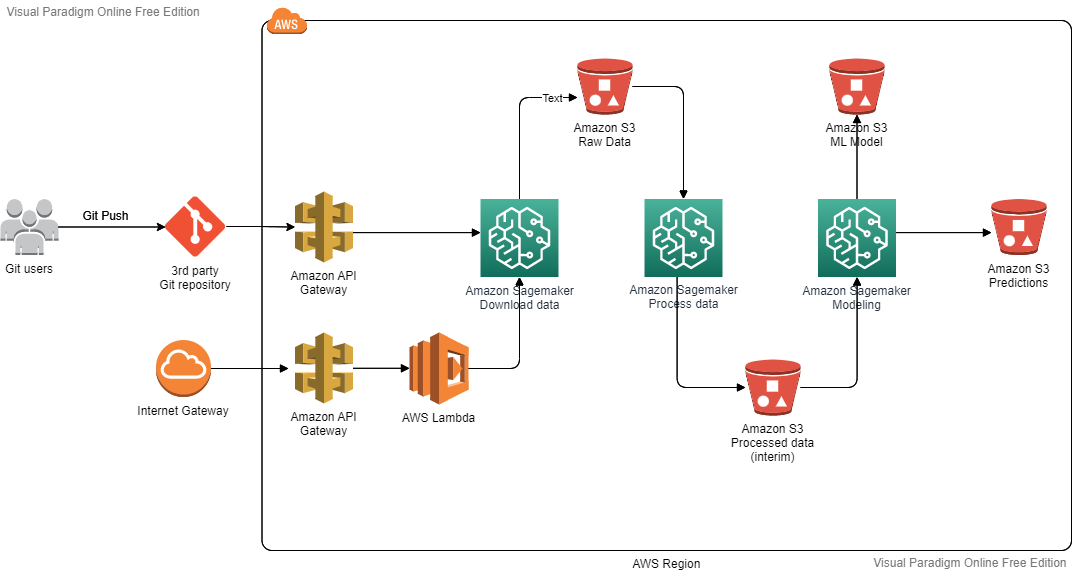 Visual Paradigm Online Free Edition
AWS
Text
Amazon S3
Raw Data
Amazon S3
ML Model
Git Push
Git users
3rd party
Git repository
Amazon API
Gateway
Amazon Sagemaker
Download data
Amazon Sagemaker
Process data
Amazon Sagemaker
Modeling
Amazon S3
Predictions
Internet Gateway
Amazon API
Gateway
AWS Lambda
Amazon S3
Processed data
(interim)
AWS Region
Visual Paradigm Online Free Edition